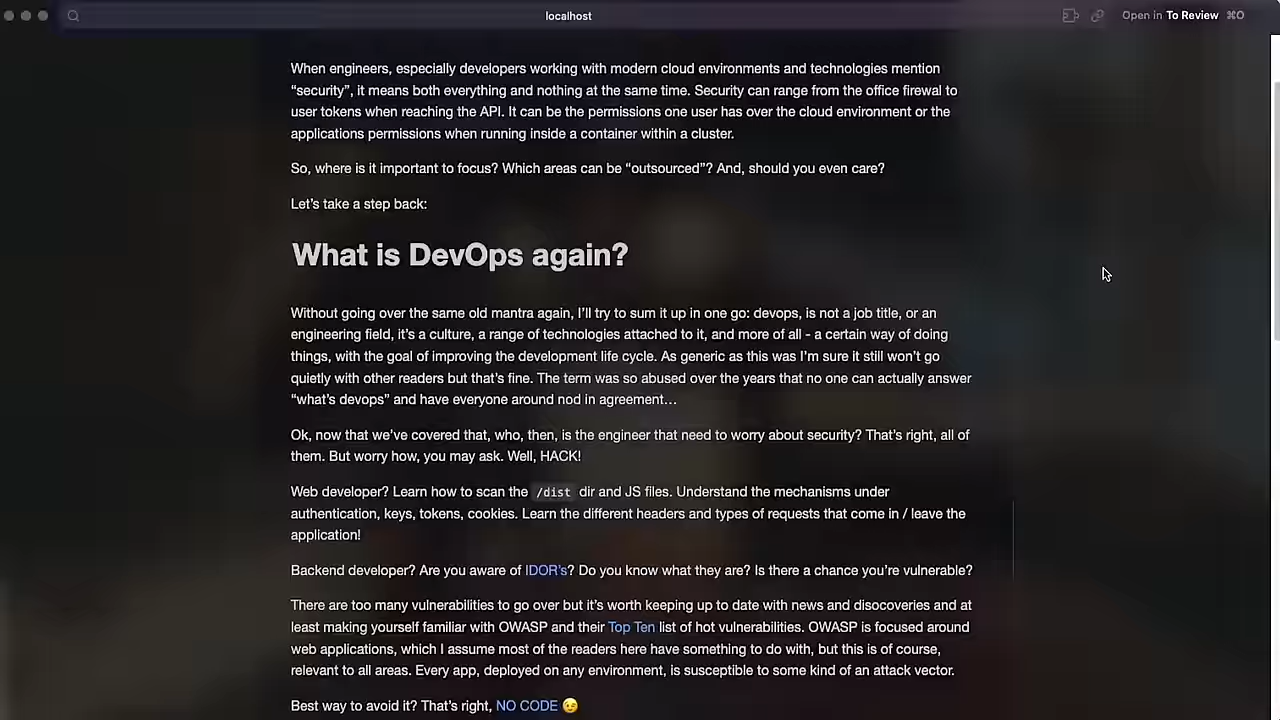 localhost
Open in To Review ⌘O
When engineers, especially developers working with modern cloud environments and technologies mention
“security”, it means both everything and nothing at the same time. Security can range from the office firewal to
user tokens when reaching the API. It can be the permissions one user has over the cloud environment or the
applications permissions when running inside a container within a cluster.
So, where is it important to focus? Which areas can be “outsourced”? And, should you even care?
Let’s take a step back:
What is DevOps again?
Without going over the same old mantra again, I’ll try to sum it up in one go: devops, is not a job title, or an
engineering field, it’s a culture, a range of technologies attached to it, and more of all - a certain way of doing
things, with the goal of improving the development life cycle. As generic as this was I’m sure it still won’t go
quietly with other readers but that’s fine. The term was so abused over the years that no one can actually answer
“what’s devops” and have everyone around nod in agreement…
Ok, now that we’ve covered that, who, then, is the engineer that need to worry about security? That’s right, all of
them. But worry how, you may ask. Well, HACK!
Web developer? Learn how to scan the /dist dir and JS files. Understand the mechanisms under
authentication, keys, tokens, cookies. Learn the different headers and types of requests that come in / leave the
application!
Backend developer? Are you aware of IDOR’s? Do you know what they are? Is there a chance you’re vulnerable?
There are too many vulnerabilities to go over but it’s worth keeping up to date with news and disocoveries and at
least making yourself familiar with OWASP and their Top Ten list of hot vulnerabilities. OWASP is focused around
web applications, which I assume most of the readers here have something to do with, but this is of course,
relevant to all areas. Every app, deployed on any environment, is susceptible to some kind of an attack vector.
Best way to avoid it? That’s right, NO CODE 😉